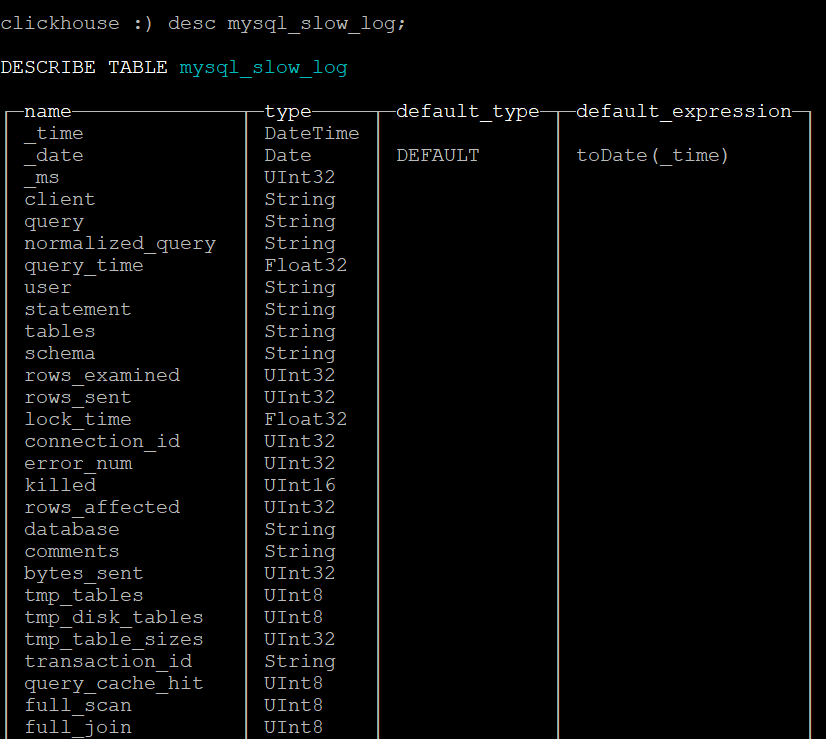 clickhouse :) desc mysql_slow_log;
DESCRIBE TABLE mysql_slow_log
name type default_type default_expression
_time DateTime
_date Date DEFAULT toDate(_time)
_ms UInt32
client String
query String
normalized_query String
query_time Float32
user String
statement String
tables String
schema String
rows_examined UInt32
rows_sent UInt32
lock_time Float32
connection_id UInt32
error_num UInt32
killed UInt16
rows_affected UInt32
database String
comments String
bytes_sent UInt32
tmp_tables UInt8
tmp_disk_tables UInt8
tmp_table_sizes UInt32
transaction_id String
query_cache_hit UInt8
full_scan UInt8
full_join UInt8